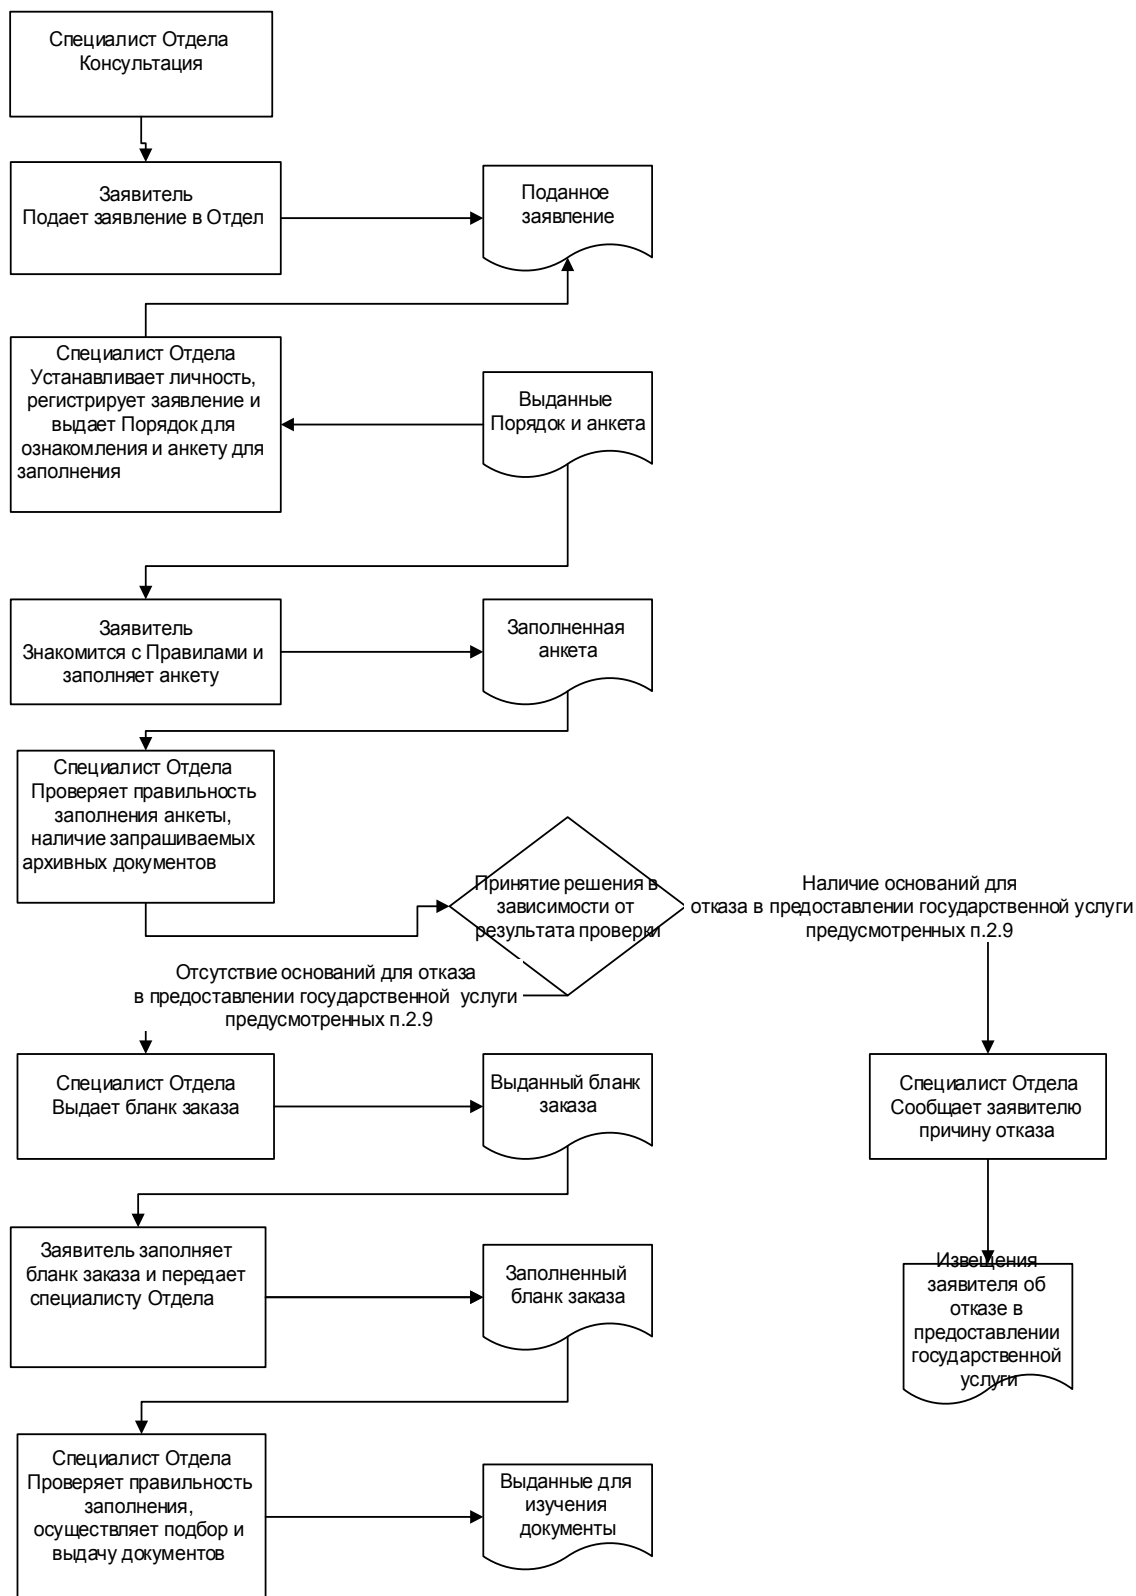 Специалист Отдела
Консультация
Заявитель
Подает заявление в Отдел
Поданное
заявление
Специалист Отдела
Устанавливает личность,
регистрирует заявление и
выдает Порядок для
ознакомления и анкету для
заполнения
Выданные
Порядок и анкета
Заявитель
Знакомится с Правилами и
заполняет анкету
Заполненная
анкета
Специалист Отдела
Проверяет правильность
заполнения анкеты,
наличие запрашиваемых
архивных документов
Принятие решения в
зависимости от
результата проверки
Наличие оснований для
отказа в предоставлении государственной услуги
предусмотренных п.2.9
Отсутствие оснований для отказа
в предоставлении государственной услуги
предусмотренных п.2.9
Специалист Отдела
Выдает бланк заказа
Выданный бланк
заказа
Специалист Отдела
Сообщает заявителю
причину отказа
Заявитель заполняет
бланк заказа и передает
специалисту Отдела
Заполненный
бланк заказа
Извещения
заявителя об
отказе в
предоставлении
государственной
услуги
Специалист Отдела
Проверяет правильность
заполнения,
осуществляет подбор и
выдачу документов
Выданные для
изучения
документы